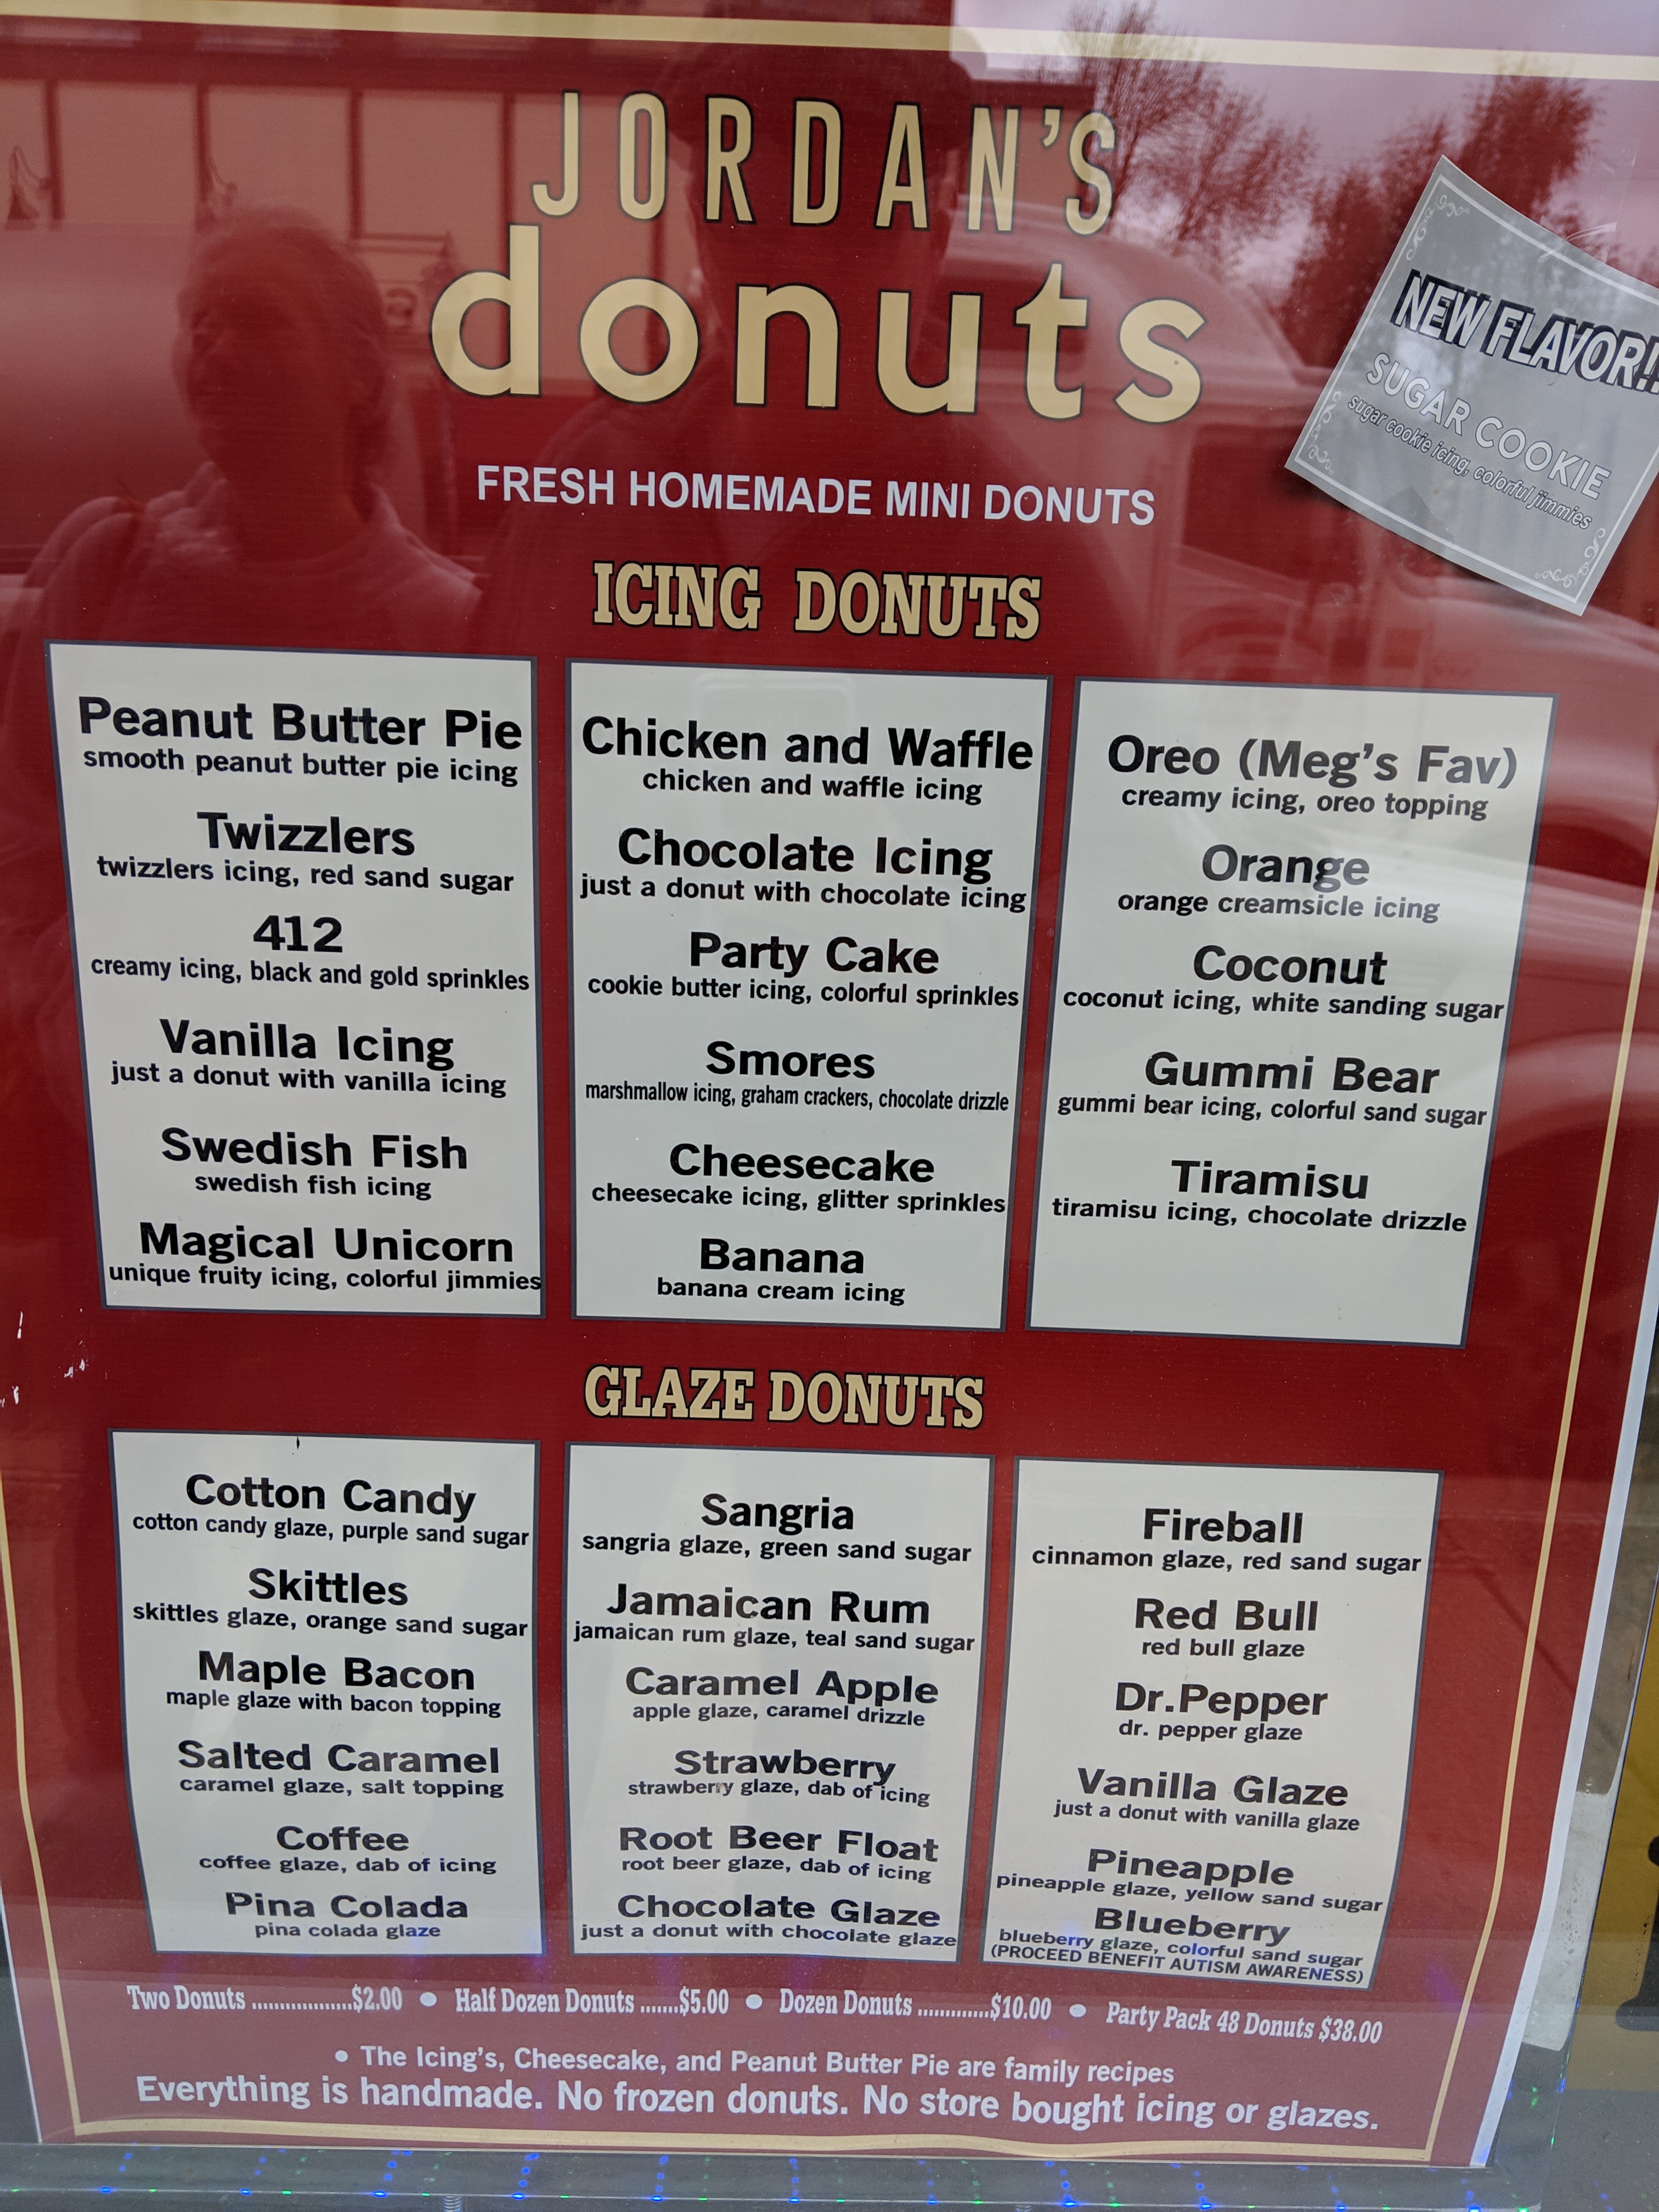 JORDAN'S
donuts
FRESH HOMEMADE MINI DONUTS
NEW FLAVOR!!
SUGAR COOKIE
sugar cookie icing, colorful jimmies
ICING DONUTS
Peanut Butter Pie
smooth peanut butter pie icing
Twizzlers
twizzlers icing, red sand sugar
412
creamy icing, black and gold sprinkles
Vanilla Icing
just a donut with vanilla icing
Swedish Fish
swedish fish icing
Magical Unicorn
unique fruity icing, colorful jimmies
Chicken and Waffle
chicken and waffle icing
Chocolate Icing
just a donut with chocolate icing
Party Cake
cookie butter icing, colorful sprinkles
Smores
marshmallow icing, graham crackers, chocolate drizzle
Cheesecake
cheesecake icing, glitter sprinkles
Banana
banana cream icing
Oreo (Meg's Fav)
creamy icing, oreo topping
Orange
orange creamsicle icing
Coconut
coconut icing, white sanding sugar
Gummi Bear
gummi bear icing, colorful sand sugar
Tiramisu
tiramisu icing, chocolate drizzle
GLAZE DONUTS
Cotton Candy
cotton candy glaze, purple sand sugar
Skittles
skittles glaze, orange sand sugar
Maple Bacon
maple glaze with bacon topping
Salted Caramel
caramel glaze, salt topping
Coffee
coffee glaze, dab of icing
Pina Colada
pina colada glaze
Sangria
sangria glaze, green sand sugar
Jamaican Rum
jamaican rum glaze, teal sand sugar
Caramel Apple
apple glaze, caramel drizzle
Strawberry
strawberry glaze, dab of icing
Root Beer Float
root beer glaze, dab of icing
Chocolate Glaze
just a donut with chocolate glaze
Fireball
cinnamon glaze, red sand sugar
Red Bull
red bull glaze
Dr.Pepper
dr. pepper glaze
Vanilla Glaze
just a donut with vanilla glaze
Pineapple
pineapple glaze, yellow sand sugar
Blueberry
blueberry glaze, colorful sand sugar
(PROCEED BENEFIT AUTISM AWARENESS)
Two Donuts ..................$2.00 • Half Dozen Donuts .......$5.00 • Dozen Donuts .............$10.00 • Party Pack 48 Donuts $38.00
• The Icing's, Cheesecake, and Peanut Butter Pie are family recipes
Everything is handmade. No frozen donuts. No store bought icing or glazes.